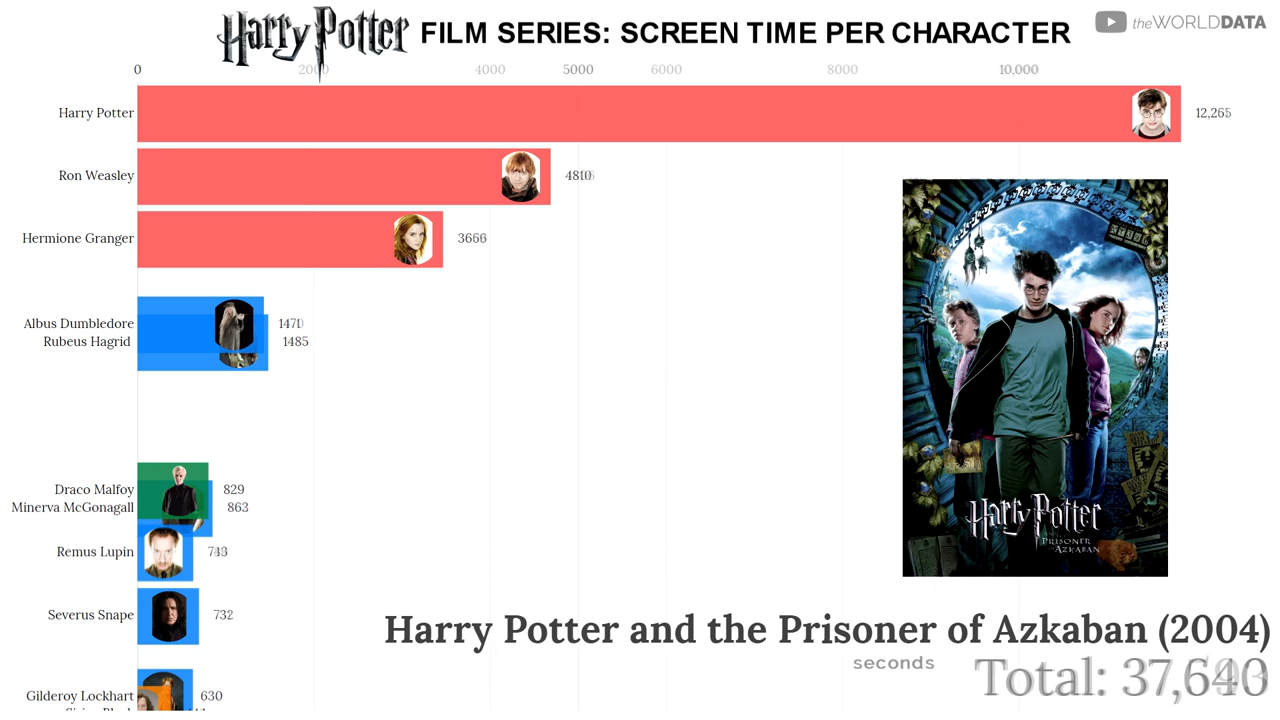 Harry Potter FILM SERIES: SCREEN TIME PER CHARACTER
theWORLDDATA
0 2000 4000 5000 6000 8000 10,000
Harry Potter 12,265
Ron Weasley
Hermione Granger 3666
Albus Dumbledore
Rubeus Hagrid 1485
Draco Malfoy 829
Minerva McGonagall 863
Remus Lupin
Severus Snape 732
Gilderoy Lockhart 630
Harry Potter
PRISONER
AZKABAN
Harry Potter and the Prisoner of Azkaban (2004)
seconds
Total: